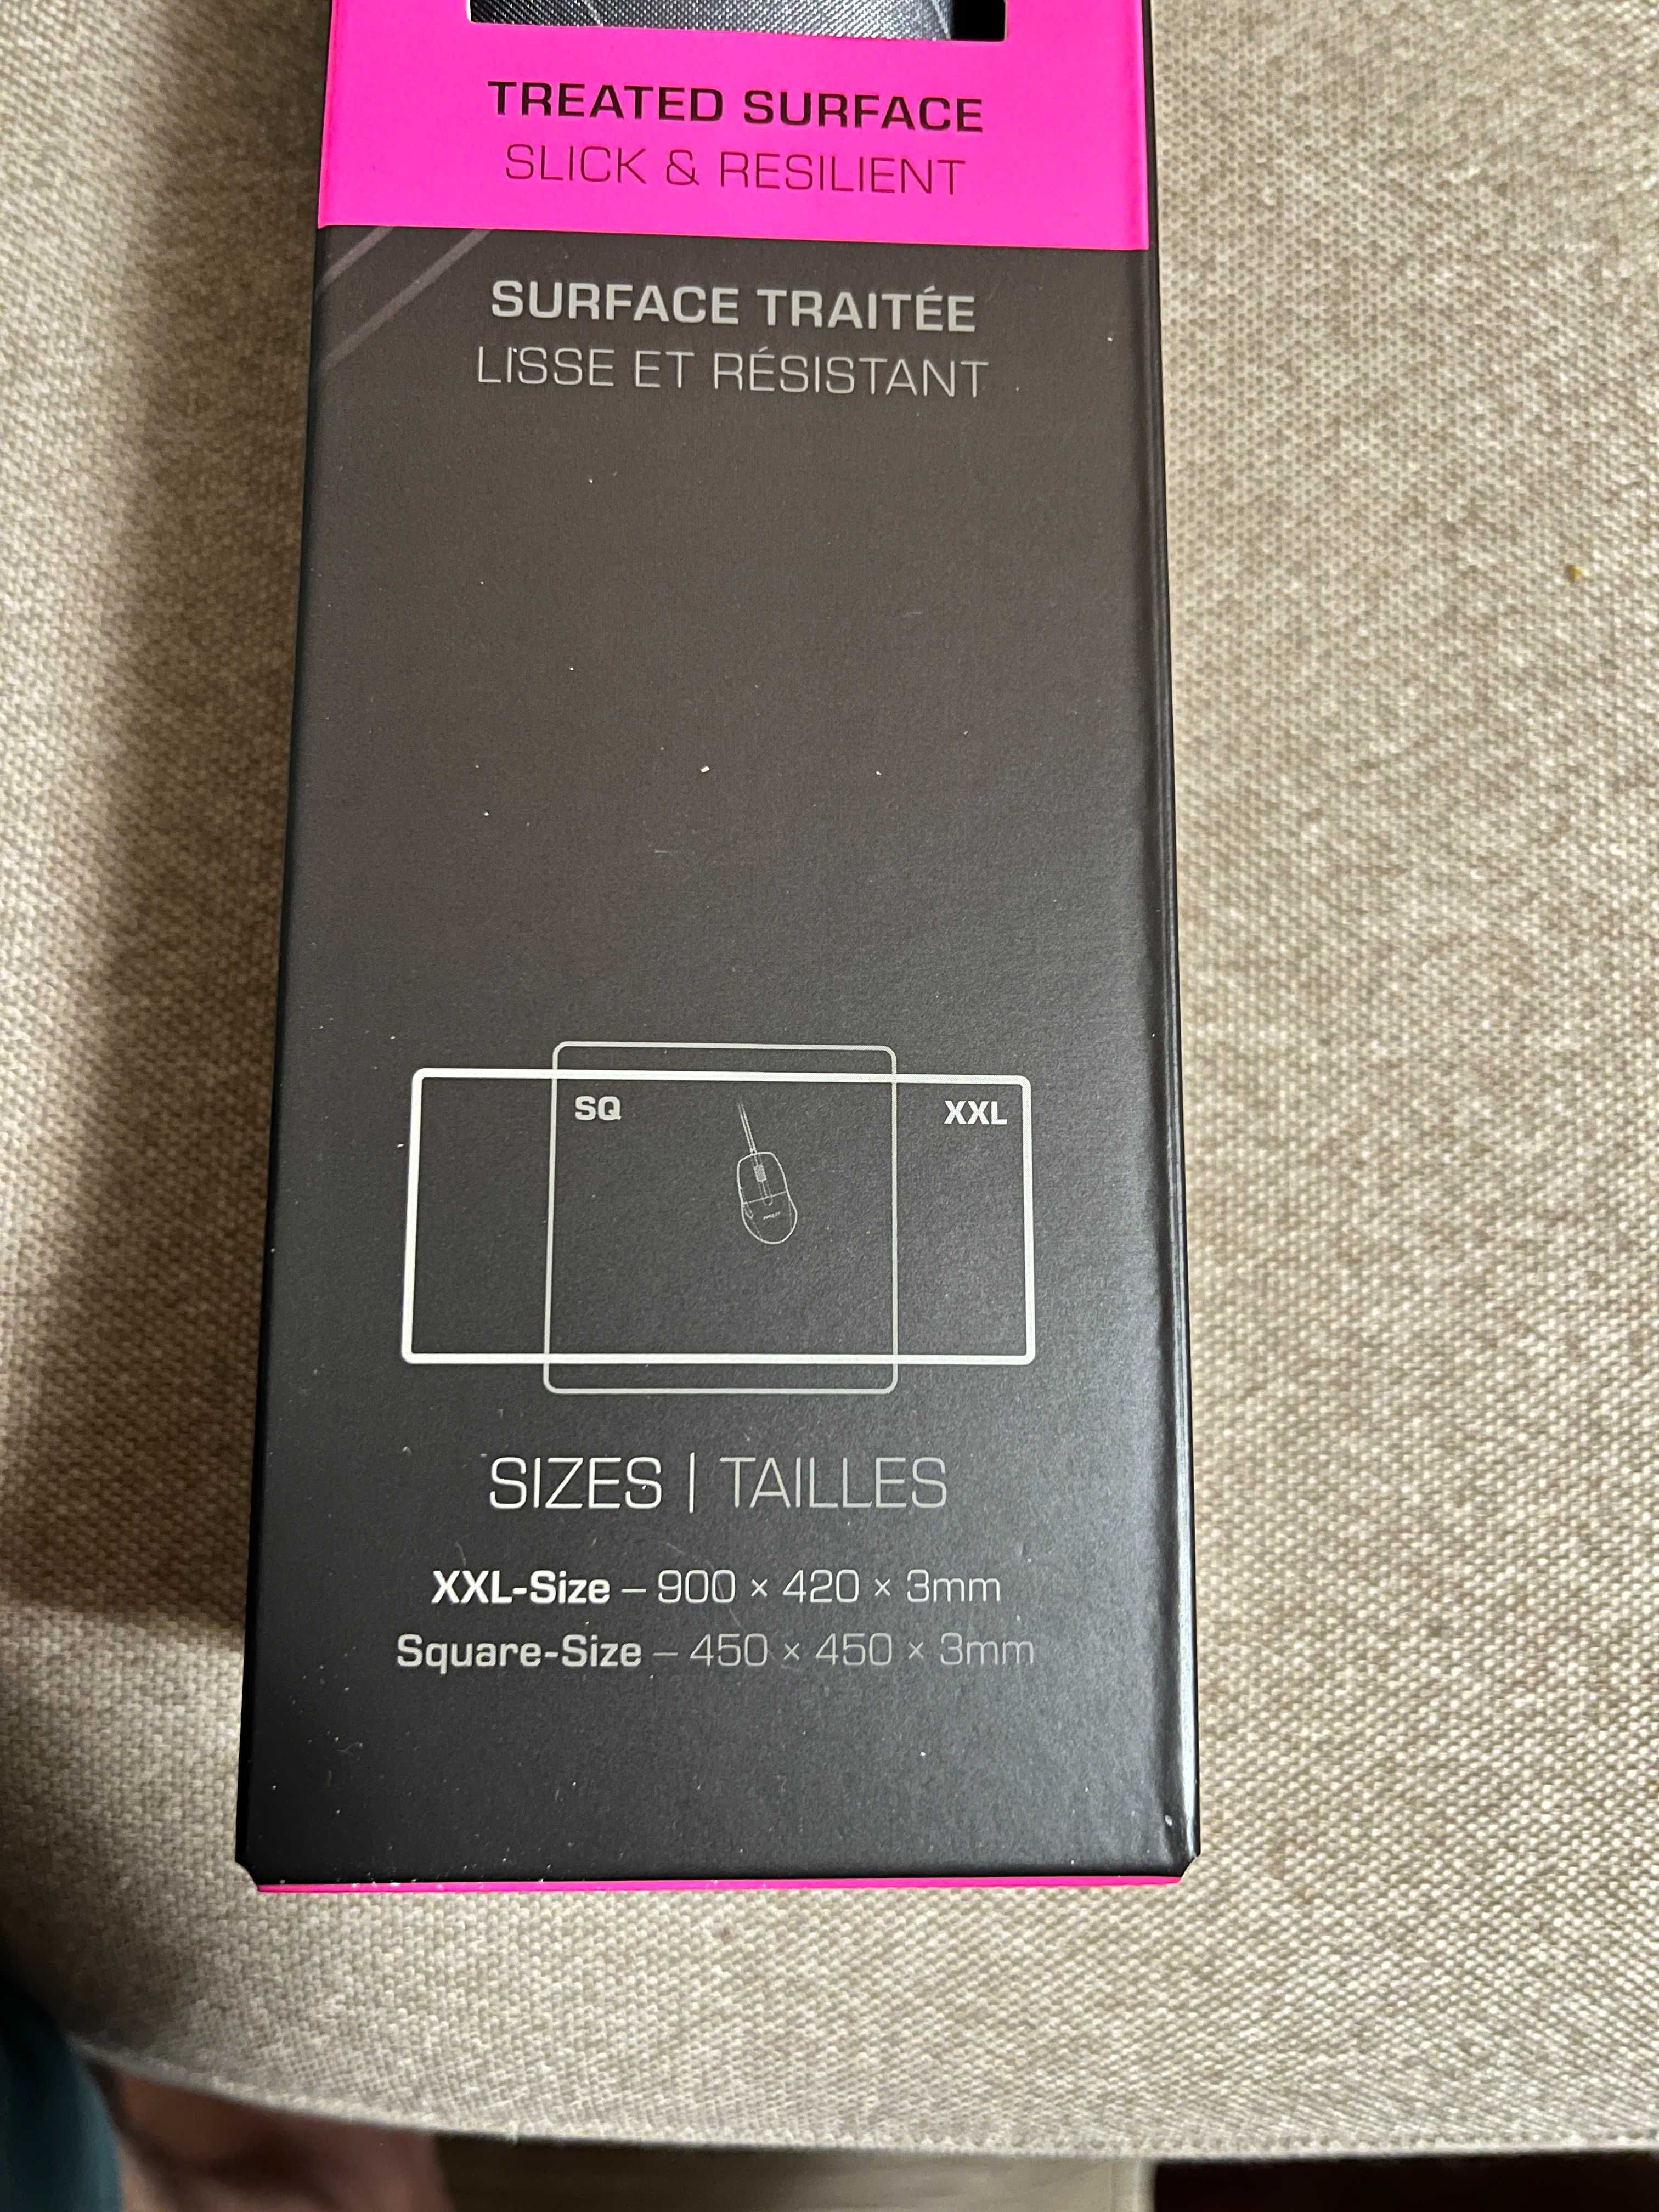 TREATED SURFACE
SLICK & RESILIENT
SURFACE TRAITÉE
LISSE ET RÉSISTANT
SQ
XXL
SIZES | TAILLES
XXL-Size – 900 × 420 × 3mm
Square-Size – 450 × 450 × 3mm